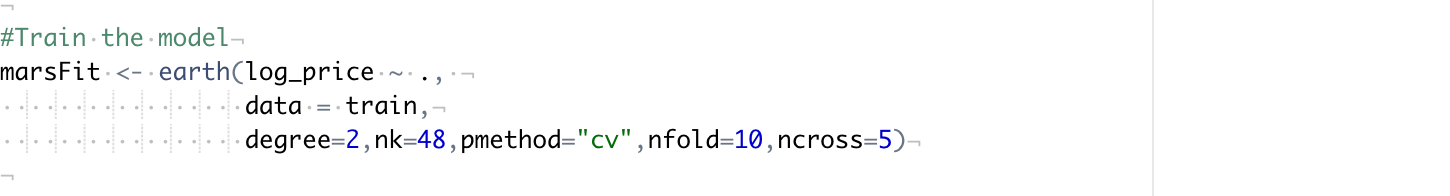 #Train the model
marsFit <- earth(log_price ~ .,
data = train,
degree=2,nk=48,pmethod="cv",nfold=10,ncross=5)